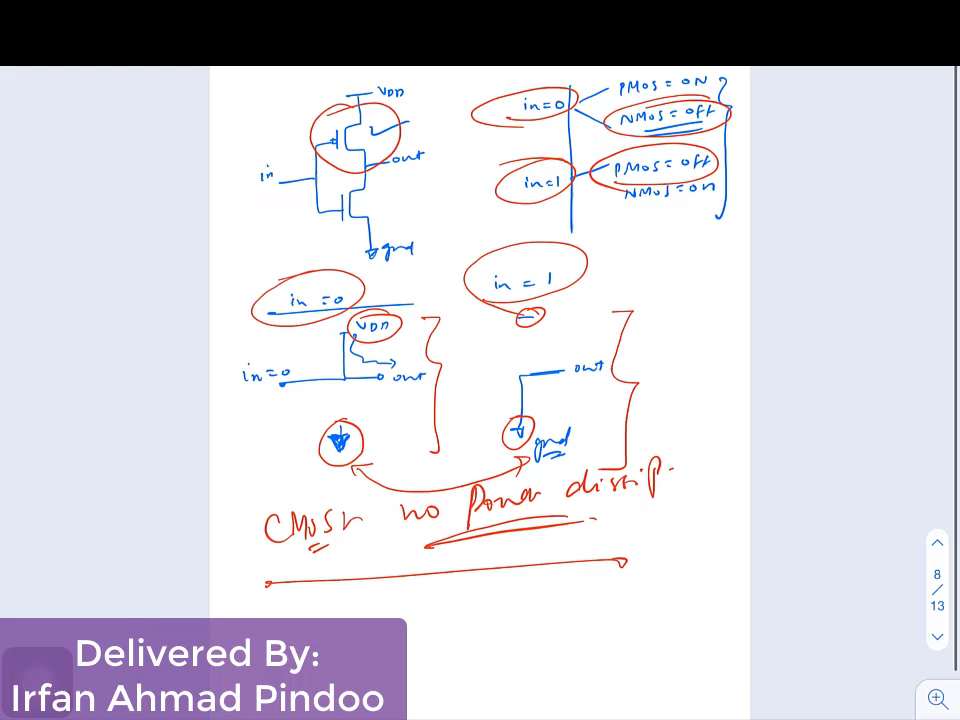 VDD
out
in
gnd
in=0
PMOS = ON
NMOS = OFF
in=1
PMOS = OFF
NMOS = ON
in = 0
in = 1
VDD
in=0
out
out
gnd
CMOS no Power dissip.
8
/
13
Delivered By:
Irfan Ahmad Pindoo